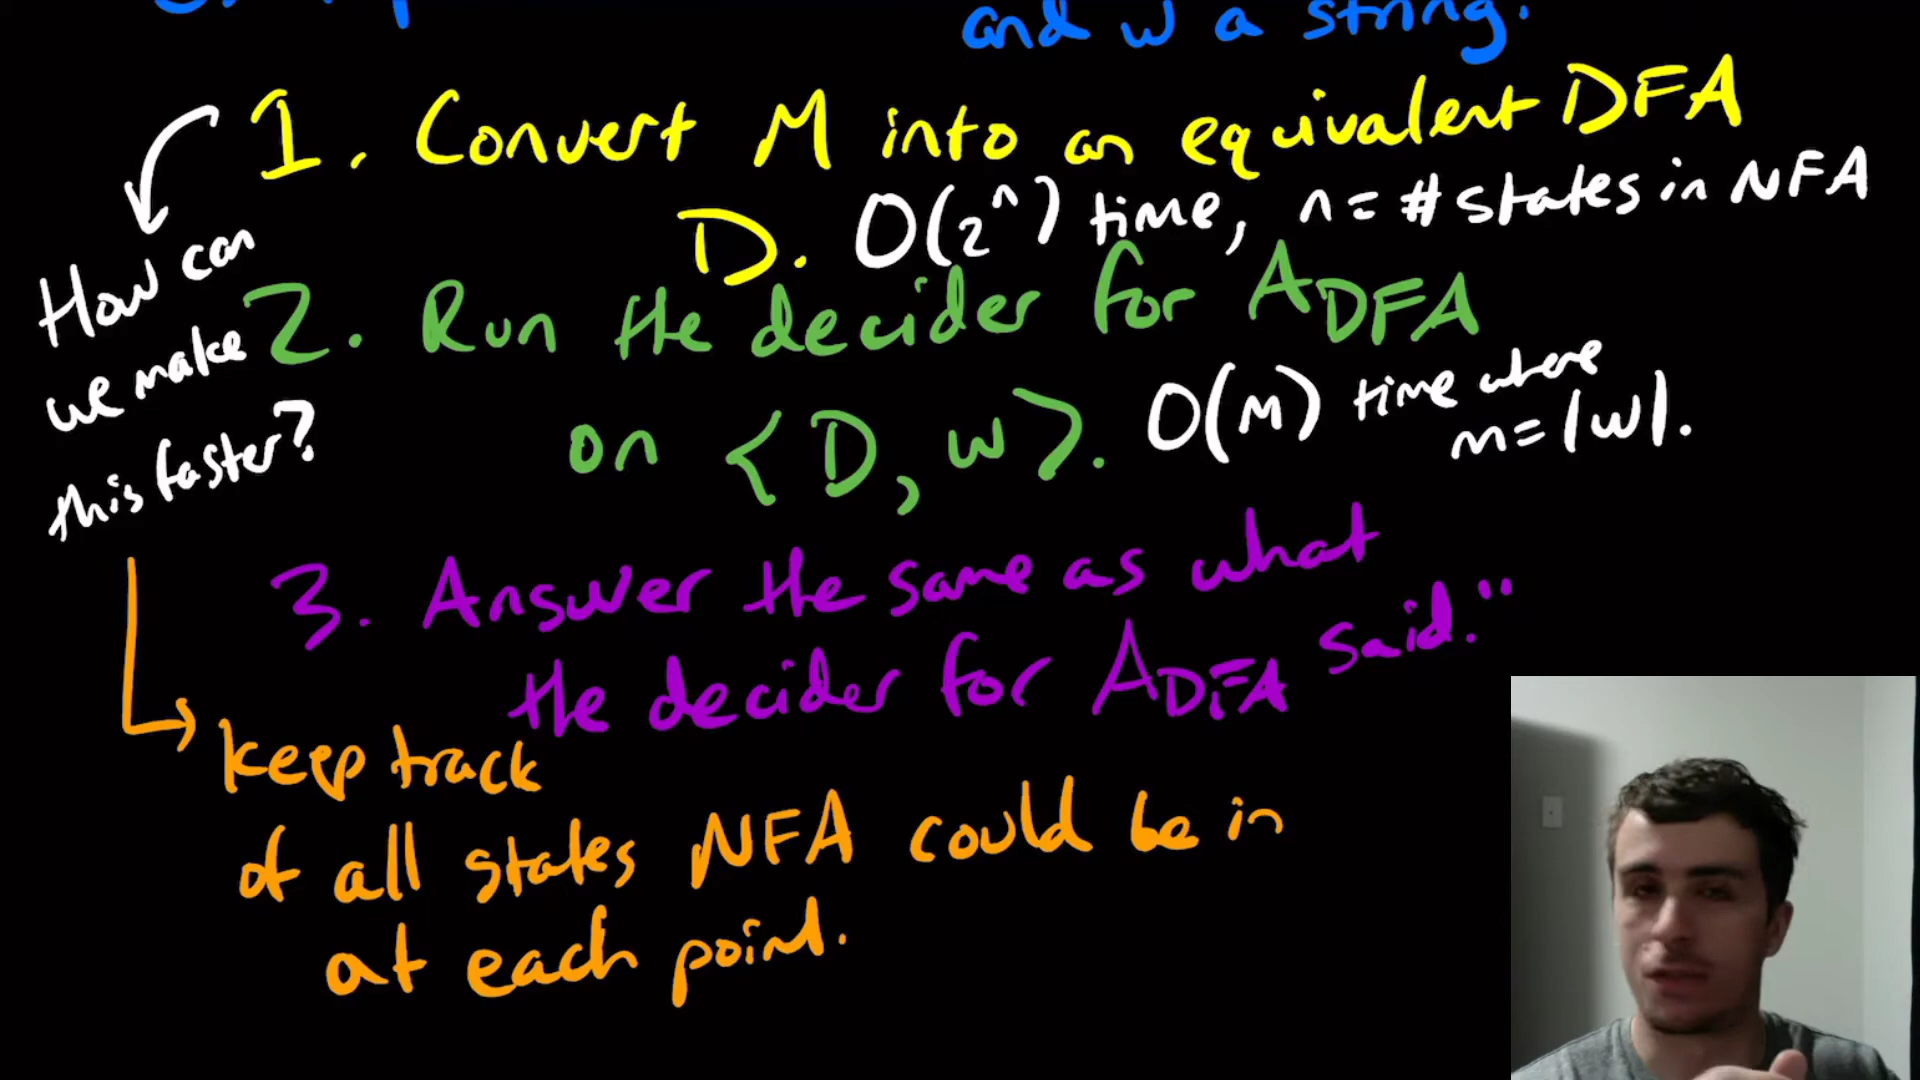 and w a string.
1. Convert M into an equivalent DFA
D. O(2^n) time, n = # states in NFA
How can
we make
this faster?
2. Run the decider for A_DFA
on <D, w>. O(m) time where
m = |w|.
3. Answer the same as what
the decider for A_DFA said."
keep track
of all states NFA could be in
at each point.